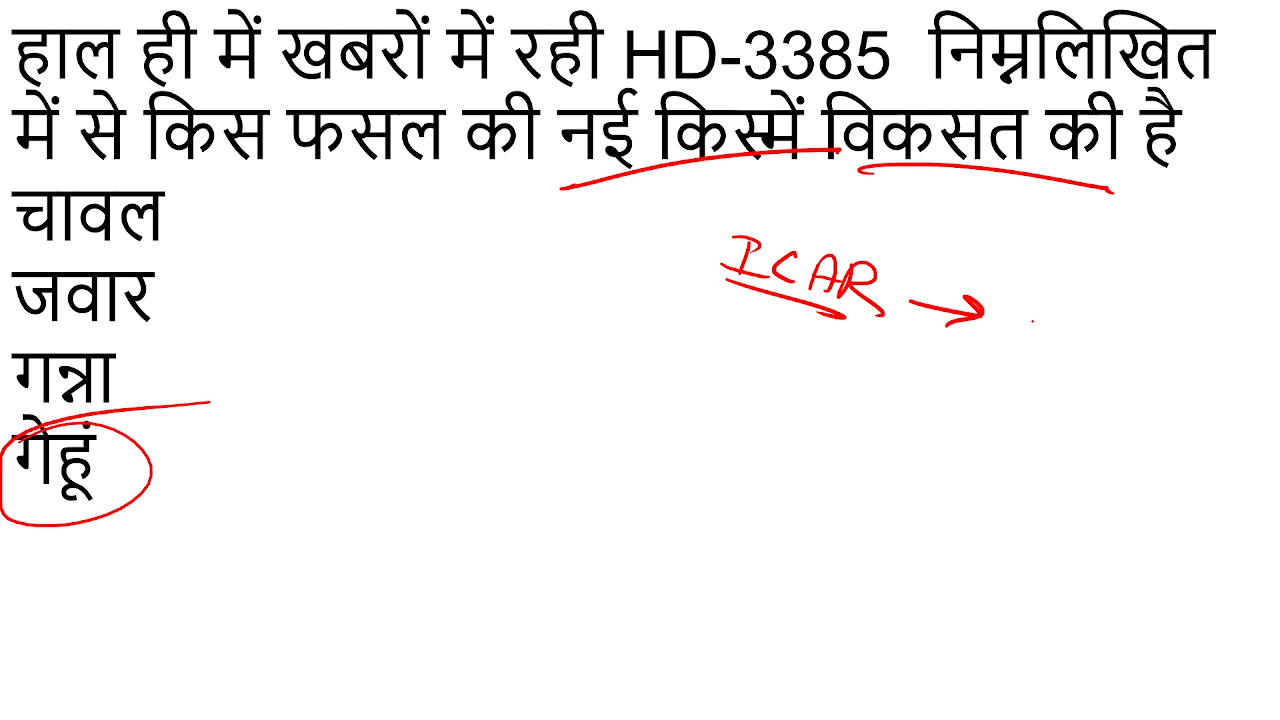 हाल ही में खबरों में रही HD-3385 निम्नलिखित
में से किस फसल की नई किस्में विकसत की है
चावल
जवार
गन्ना
गेहूं
ICAR →